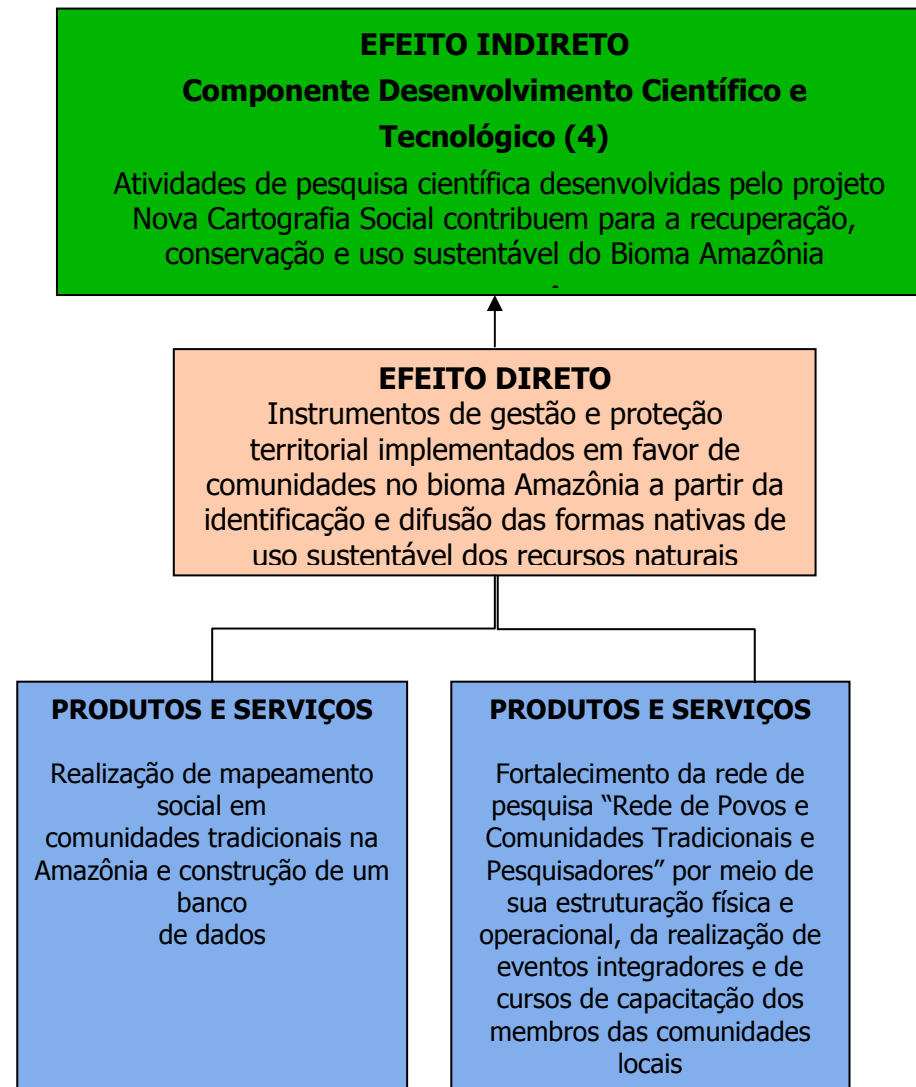 EFEITO INDIRETO
Componente Desenvolvimento Científico e
Tecnológico (4)
Atividades de pesquisa científica desenvolvidas pelo projeto
Nova Cartografia Social contribuem para a recuperação,
conservação e uso sustentável do Bioma Amazônia
EFEITO DIRETO
Instrumentos de gestão e proteção
territorial implementados em favor de
comunidades no bioma Amazônia a partir da
identificação e difusão das formas nativas de
uso sustentável dos recursos naturais
PRODUTOS E SERVIÇOS
Realização de mapeamento
social em
comunidades tradicionais na
Amazônia e construção de um
banco
de dados
PRODUTOS E SERVIÇOS
Fortalecimento da rede de
pesquisa “Rede de Povos e
Comunidades Tradicionais e
Pesquisadores” por meio de
sua estruturação física e
operacional, da realização de
eventos integradores e de
cursos de capacitação dos
membros das comunidades
locais